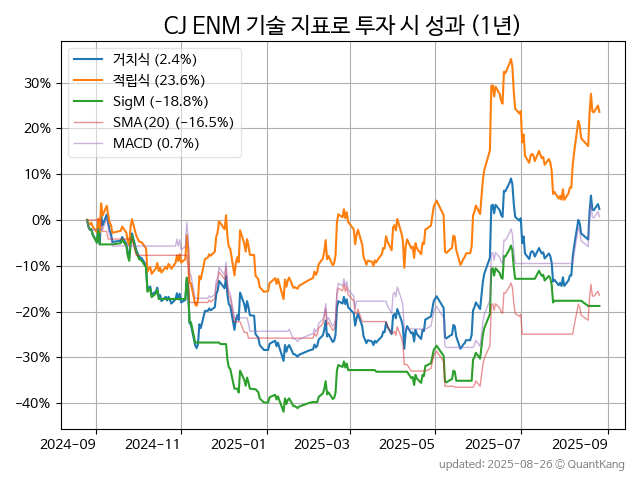 CJ ENM 기술 지표로 투자 시 성과 (1년)
거치식 (2.4%)
적립식 (23.6%)
SigM (−18.8%)
SMA(20) (−16.5%)
MACD (0.7%)
30%
20%
10%
0%
−10%
−20%
−30%
−40%
2024-09 2024-11 2025-01 2025-03 2025-05 2025-07 2025-09
updated: 2025-08-26 © QuantKang